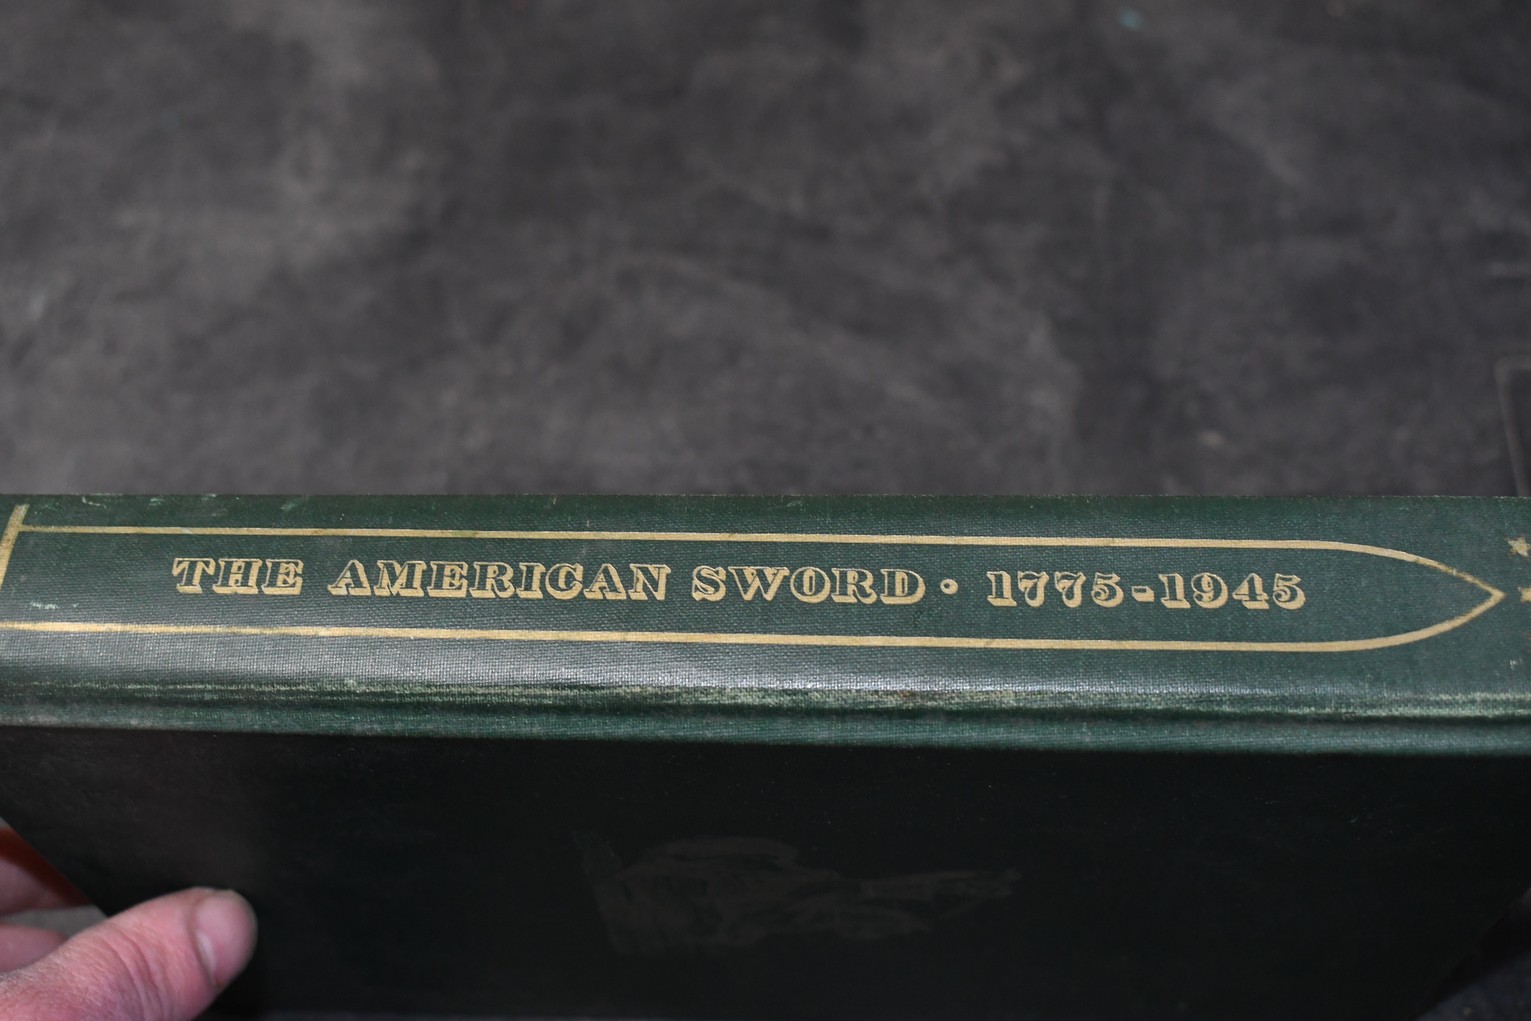 THE AMERICAN SWORD • 1775-1945